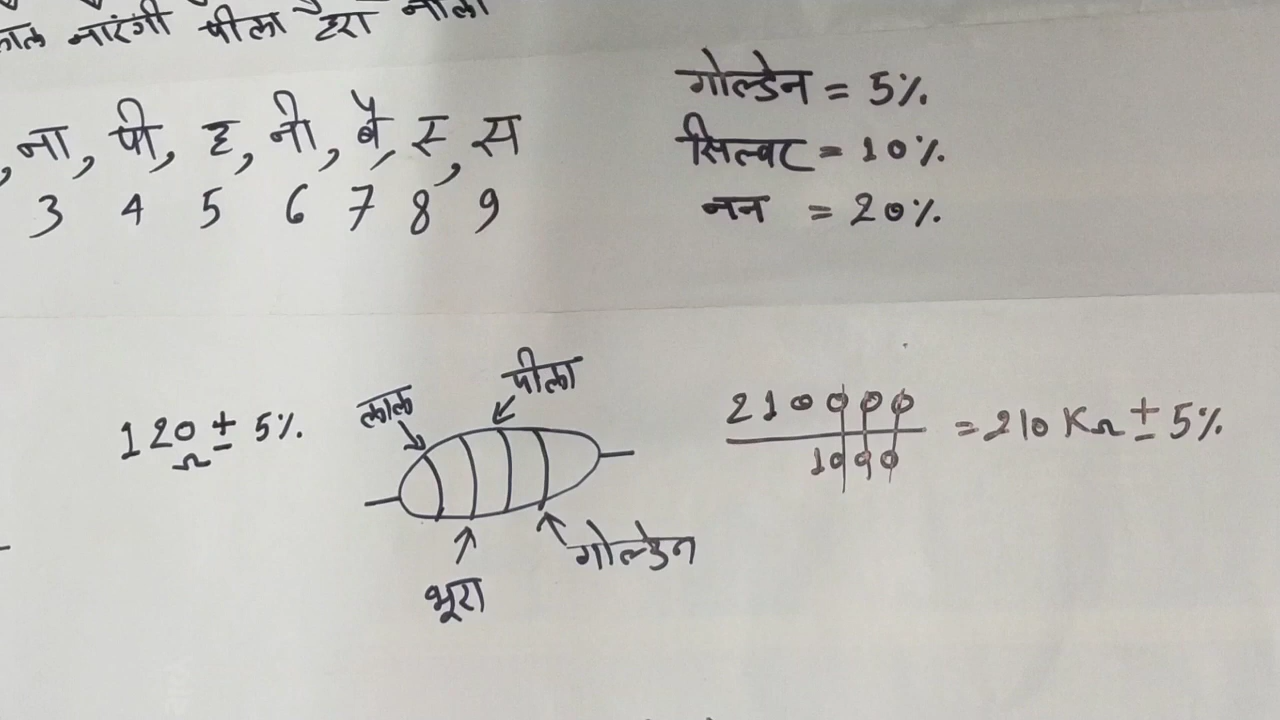 लाल नारंगी पीला हरा नीला
, ना, पी, ह, नी, बै, स, स
3 4 5 6 7 8 9
गोल्डेन = 5%.
सिल्वर = 10%.
नन = 20%.
120 ± 5%.
Ω
लाल
पीला
भूरा
गोल्डेन
210000
1000
= 210 KΩ ± 5%